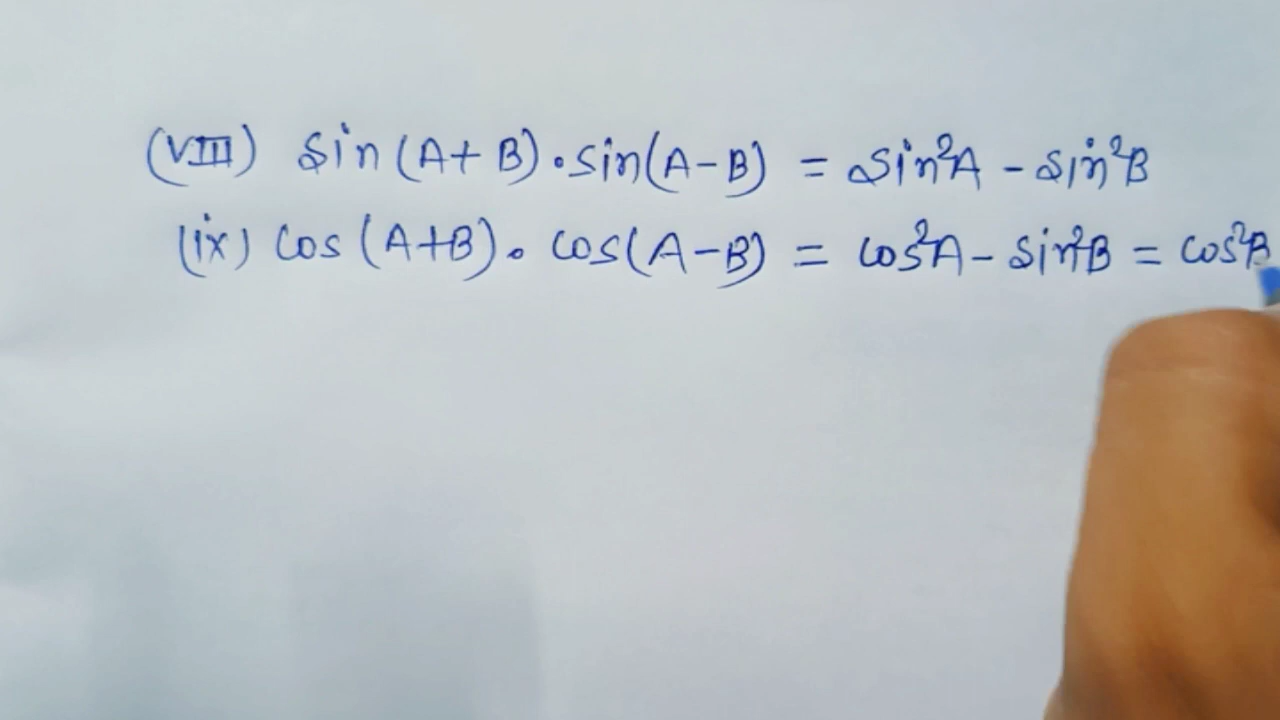 (VIII) sin(A+B)·sin(A-B) = sin²A - sin²B
(ix) cos(A+B)·cos(A-B) = cos²A - sin²B = cos²B